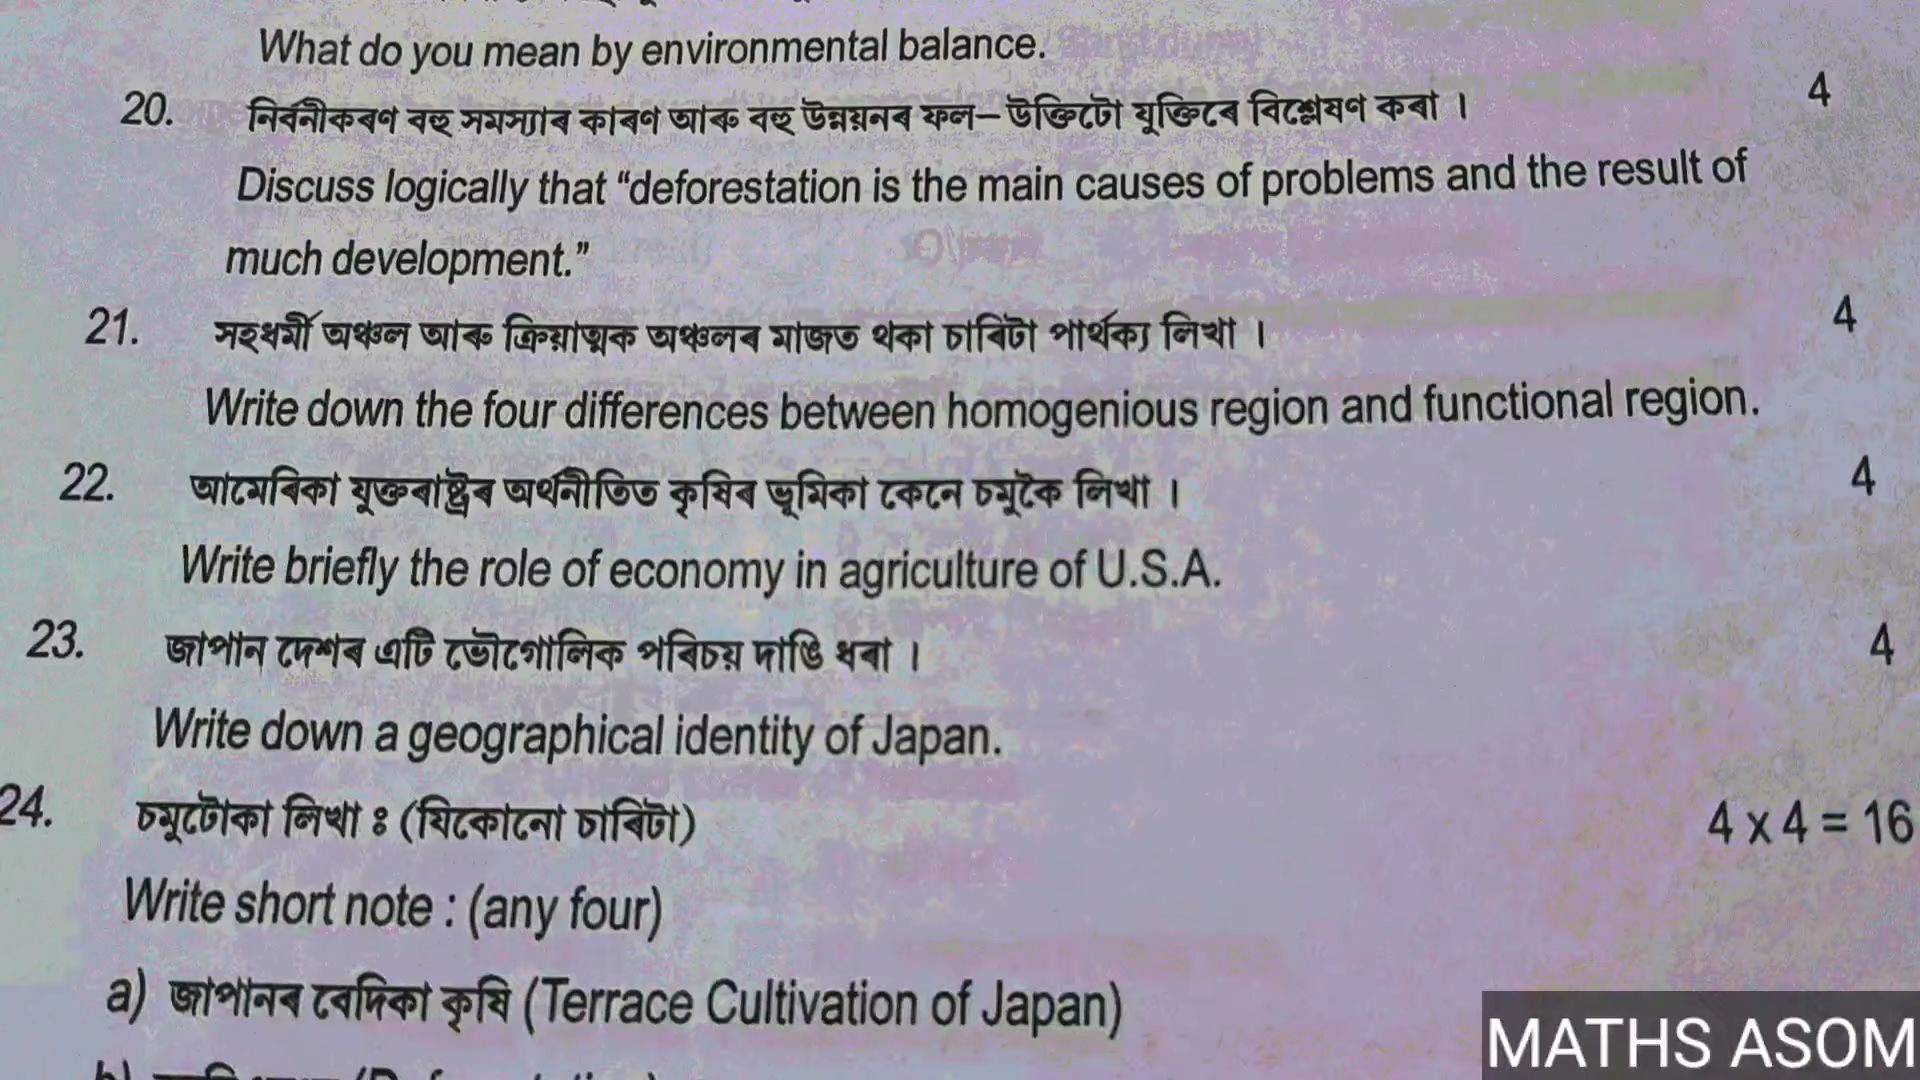 What do you mean by environmental balance.
20. নিৰ্বনীকৰণ বহু সমস্যাৰ কাৰণ আৰু বহু উন্নয়নৰ ফল– উক্তিটো যুক্তিৰে বিশ্লেষণ কৰা । 4
Discuss logically that “deforestation is the main causes of problems and the result of
much development.”
21. সহধৰ্মী অঞ্চল আৰু ক্ৰিয়াত্মক অঞ্চলৰ মাজত থকা চাৰিটা পাৰ্থক্য লিখা । 4
Write down the four differences between homogenious region and functional region.
22. আমেৰিকা যুক্তৰাষ্ট্ৰৰ অৰ্থনীতিত কৃষিৰ ভূমিকা কেনে চমুকৈ লিখা । 4
Write briefly the role of economy in agriculture of U.S.A.
23. জাপান দেশৰ এটি ভৌগোলিক পৰিচয় দাঙি ধৰা । 4
Write down a geographical identity of Japan.
24. চমুটোকা লিখা ঃ (যিকোনো চাৰিটা) 4 x 4 = 16
Write short note : (any four)
a) জাপানৰ বেদিকা কৃষি (Terrace Cultivation of Japan)
MATHS ASOM